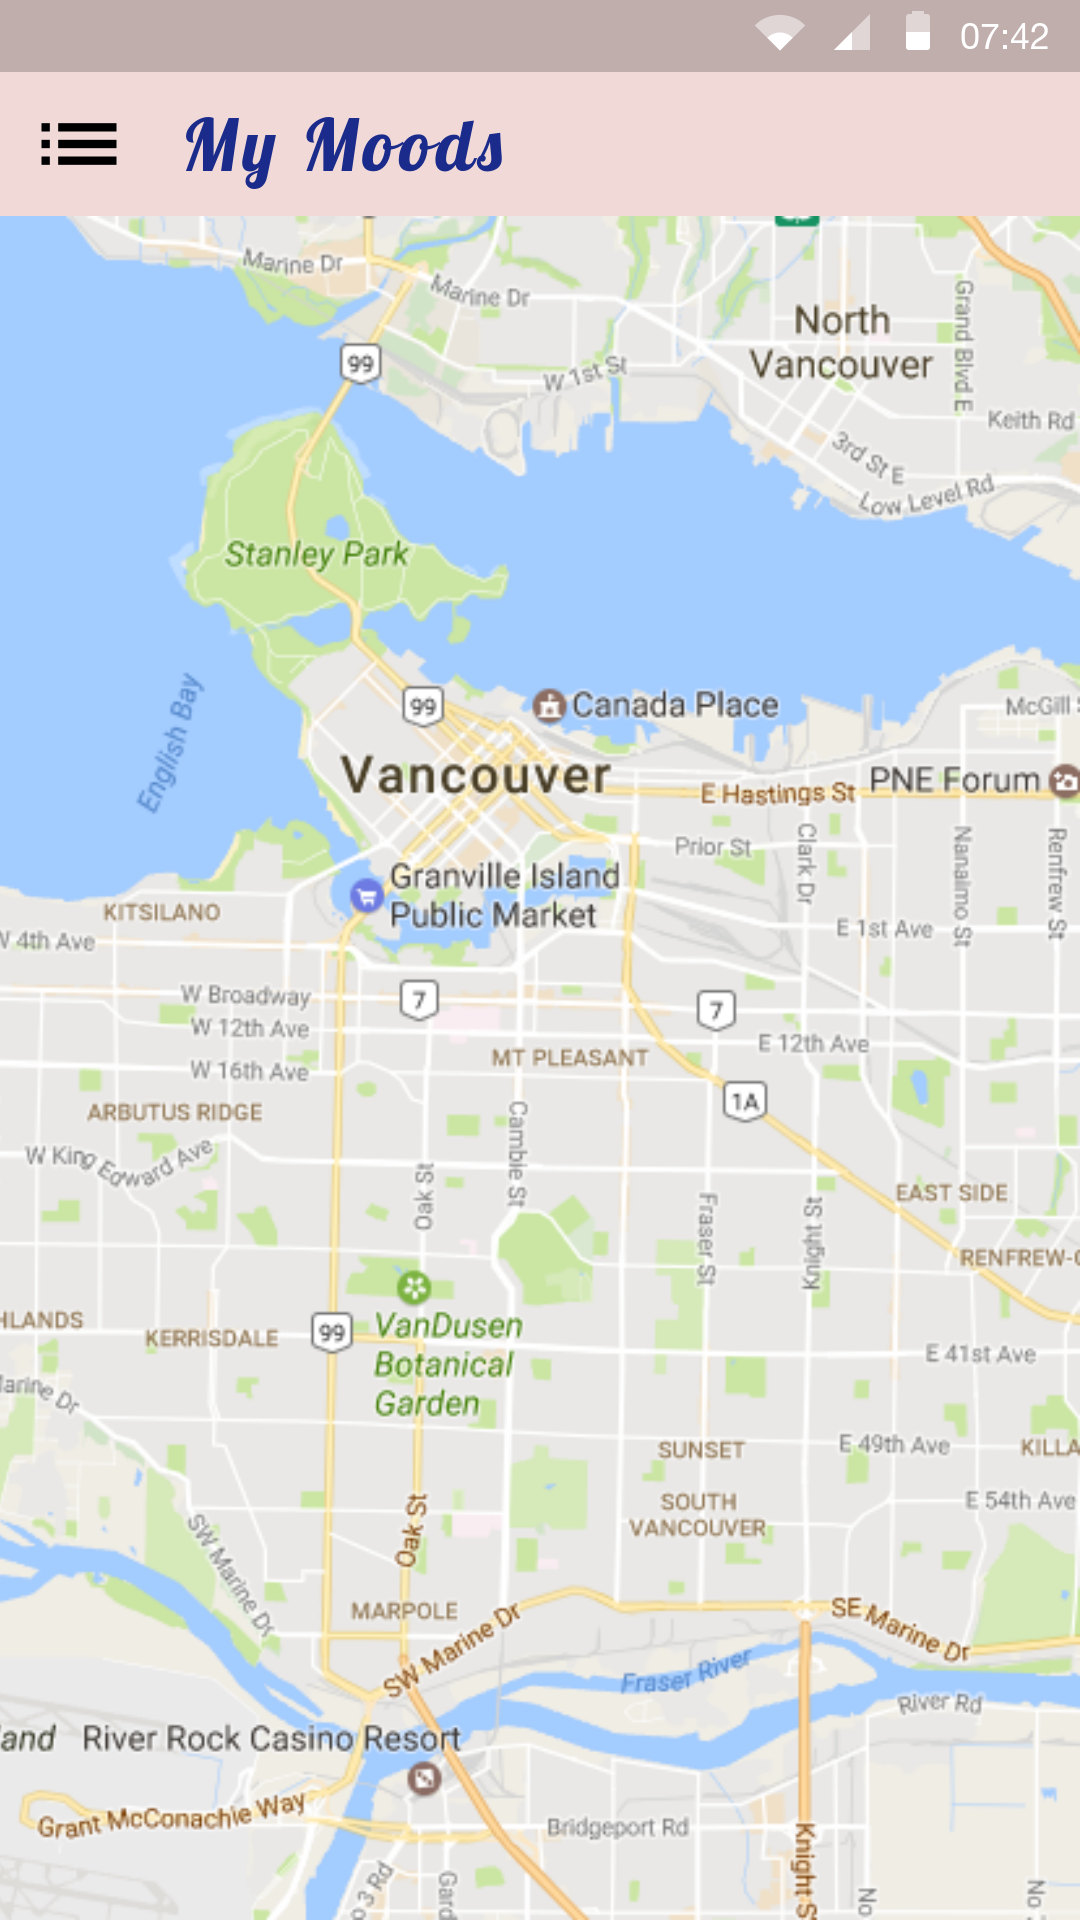 07:42
My Moods
Marine Dr
Marine Dr
North
Vancouver
Grand Blvd E
99
W 1st St
Keith Rd
3rd St E
Low Level Rd
Stanley Park
English Bay
99
Canada Place
McGill
Vancouver
E Hastings St
PNE Forum
Prior St
Clark Dr
Nanaimo St
Renfrew St
Granville Island
Public Market
KITSILANO
W 4th Ave
E 1st Ave
W Broadway
7
7
W 12th Ave
E 12th Ave
MT PLEASANT
W 16th Ave
1A
ARBUTUS RIDGE
Cambie St
W King Edward Ave
Oak St
EAST SIDE
Fraser St
Knight St
RENFREW-C
HLANDS
KERRISDALE
99
VanDusen
Botanical
Garden
E 41st Ave
Marine Dr
SUNSET
E 49th Ave
KILLA
SOUTH
VANCOUVER
E 54th Ave
Oak St
SW Marine Dr
MARPOLE
SW Marine Dr
SE Marine Dr
Fraser River
River Rd
land
River Rock Casino Resort
Grant McConachie Way
Bridgeport Rd
Knight S
o 3 Rd
Gard
No
No